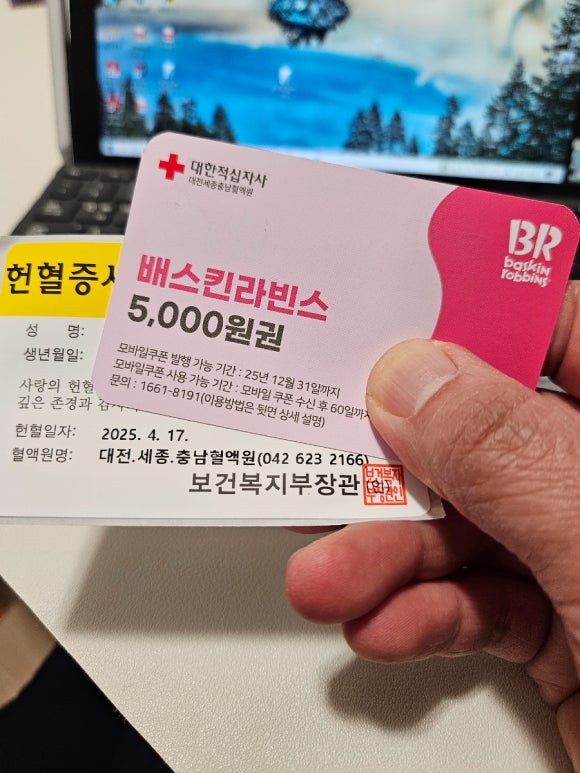 대한적십자사
대전세종충남혈액원
BR
baskin
robbins
배스킨라빈스
5,000원권
모바일쿠폰 발행 가능 기간 : 25년 12월 31일까지
모바일쿠폰 사용 가능 기간 : 모바일 쿠폰 수신 후 60일까지
문의 : 1661-8191(이용방법은 뒷면 상세 설명)
헌혈증서
성 명:
생년월일:
사랑의 헌혈
깊은 존경과 감사
헌혈일자: 2025. 4. 17.
혈액원명: 대전.세종.충남혈액원(042 623 2166)
보건복지부장관 (인)